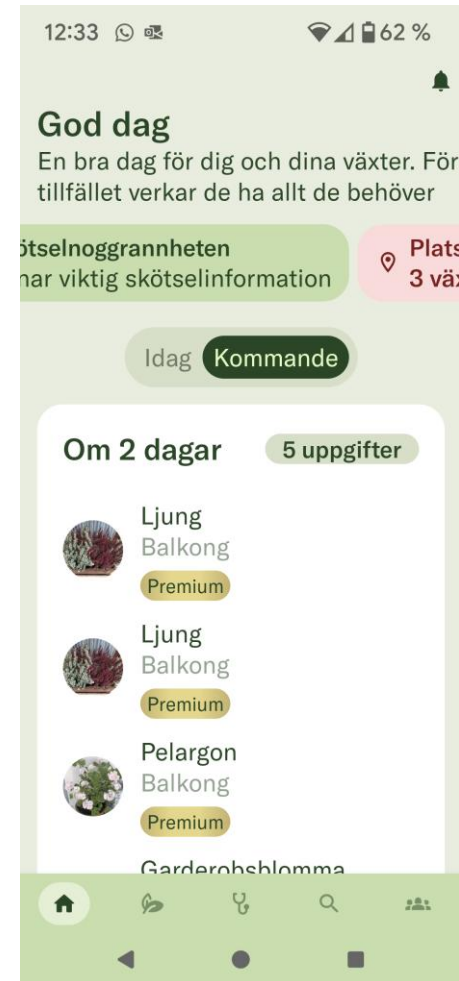 12:33 62 %
God dag
En bra dag för dig och dina växter. För
tillfället verkar de ha allt de behöver
ötselnoggrannheten
nar viktig skötselinformation
Plats
3 väx
Idag Kommande
Om 2 dagar 5 uppgifter
Ljung
Balkong
Premium
Ljung
Balkong
Premium
Pelargon
Balkong
Premium
Garderobsblomma